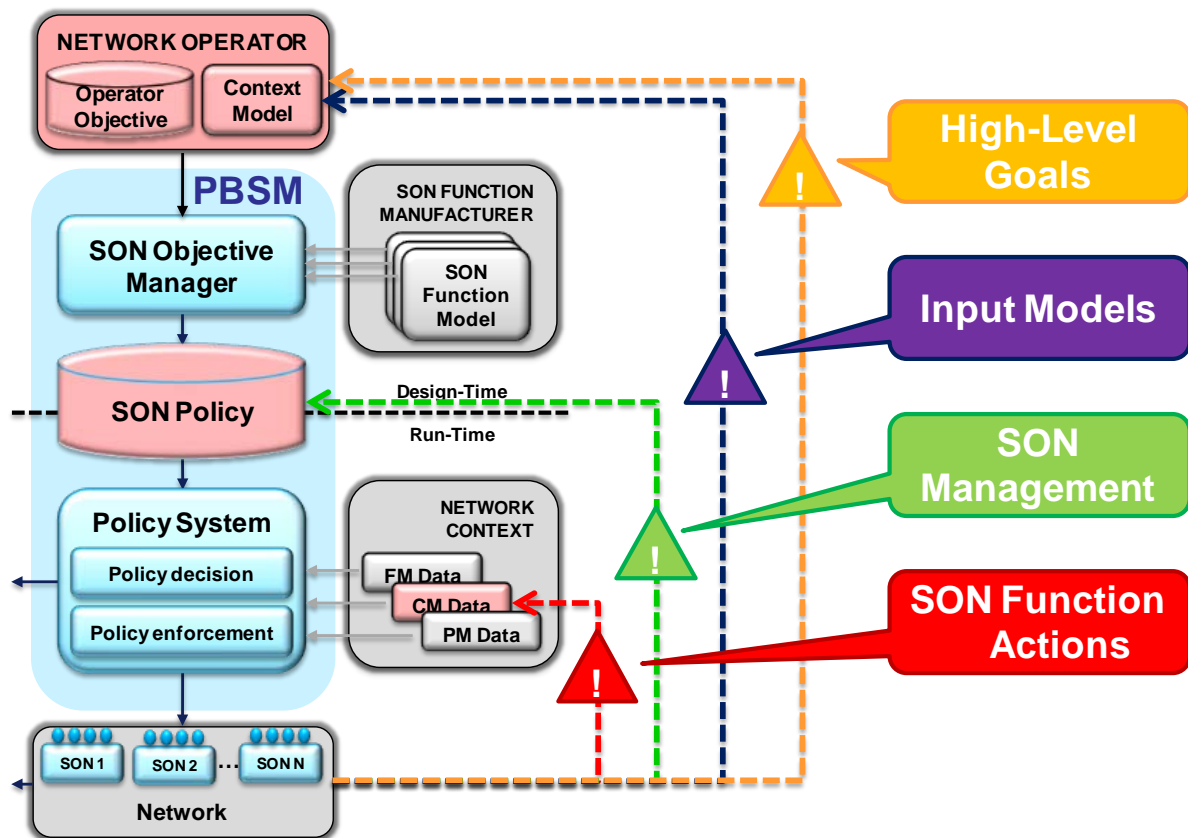 NETWORK OPERATOR
Operator
Objective
Context
Model
PBSM
SON FUNCTION
MANUFACTURER
SON Objective
Manager
SON
Function
Model
SON Policy
Design-Time
Run-Time
Policy System
Policy decision
Policy enforcement
NETWORK
CONTEXT
FM Data
CM Data
PM Data
SON 1
SON 2
...
SON N
Network
!
High-Level
Goals
!
Input Models
!
SON
Management
!
SON Function
Actions